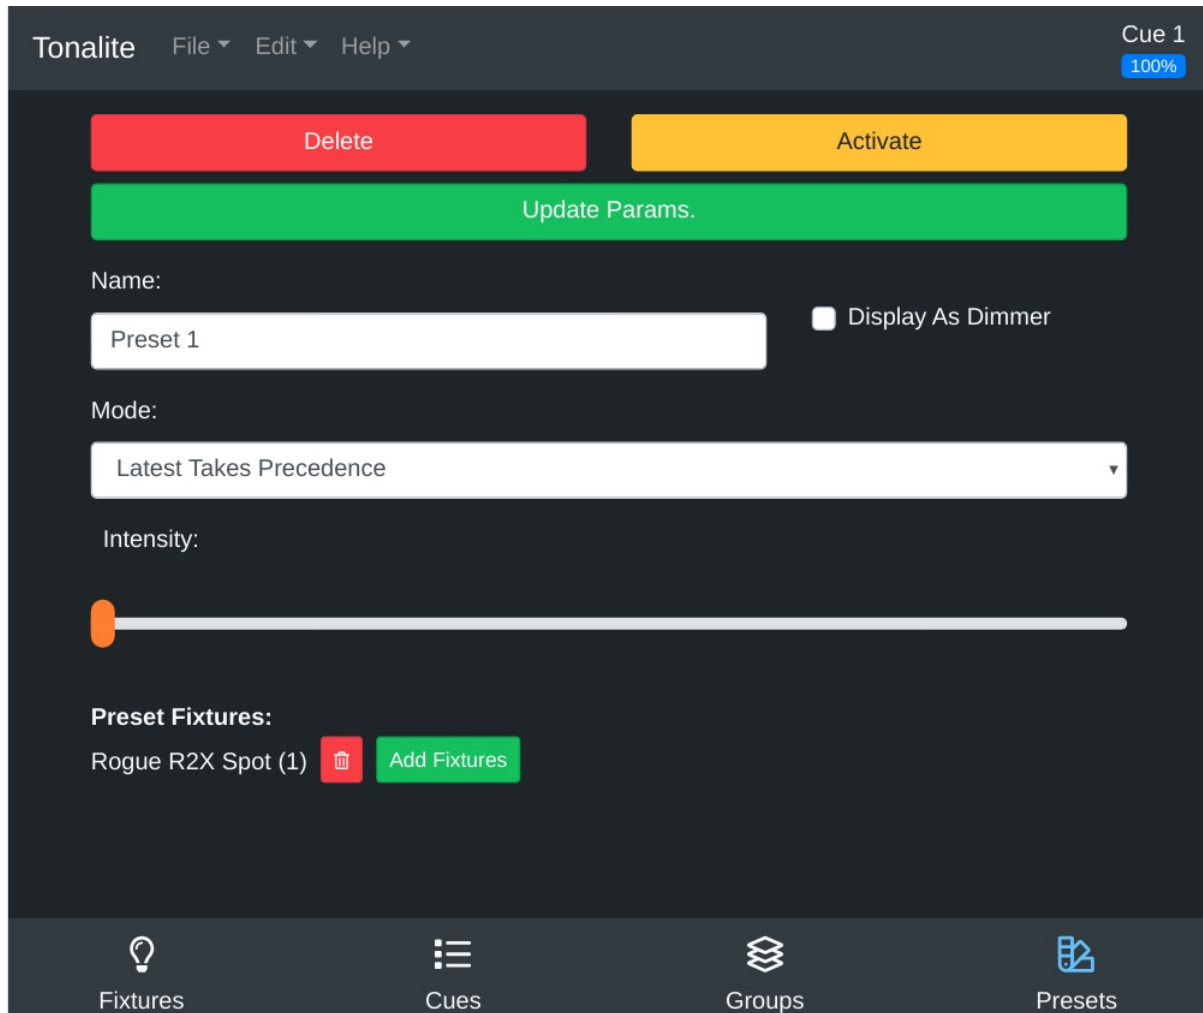 Tonalite File Edit Help Cue 1
100%
Delete Activate
Update Params.
Name:
Preset 1
Display As Dimmer
Mode:
Latest Takes Precedence
Intensity:
Preset Fixtures:
Rogue R2X Spot (1) Add Fixtures
Fixtures Cues Groups Presets